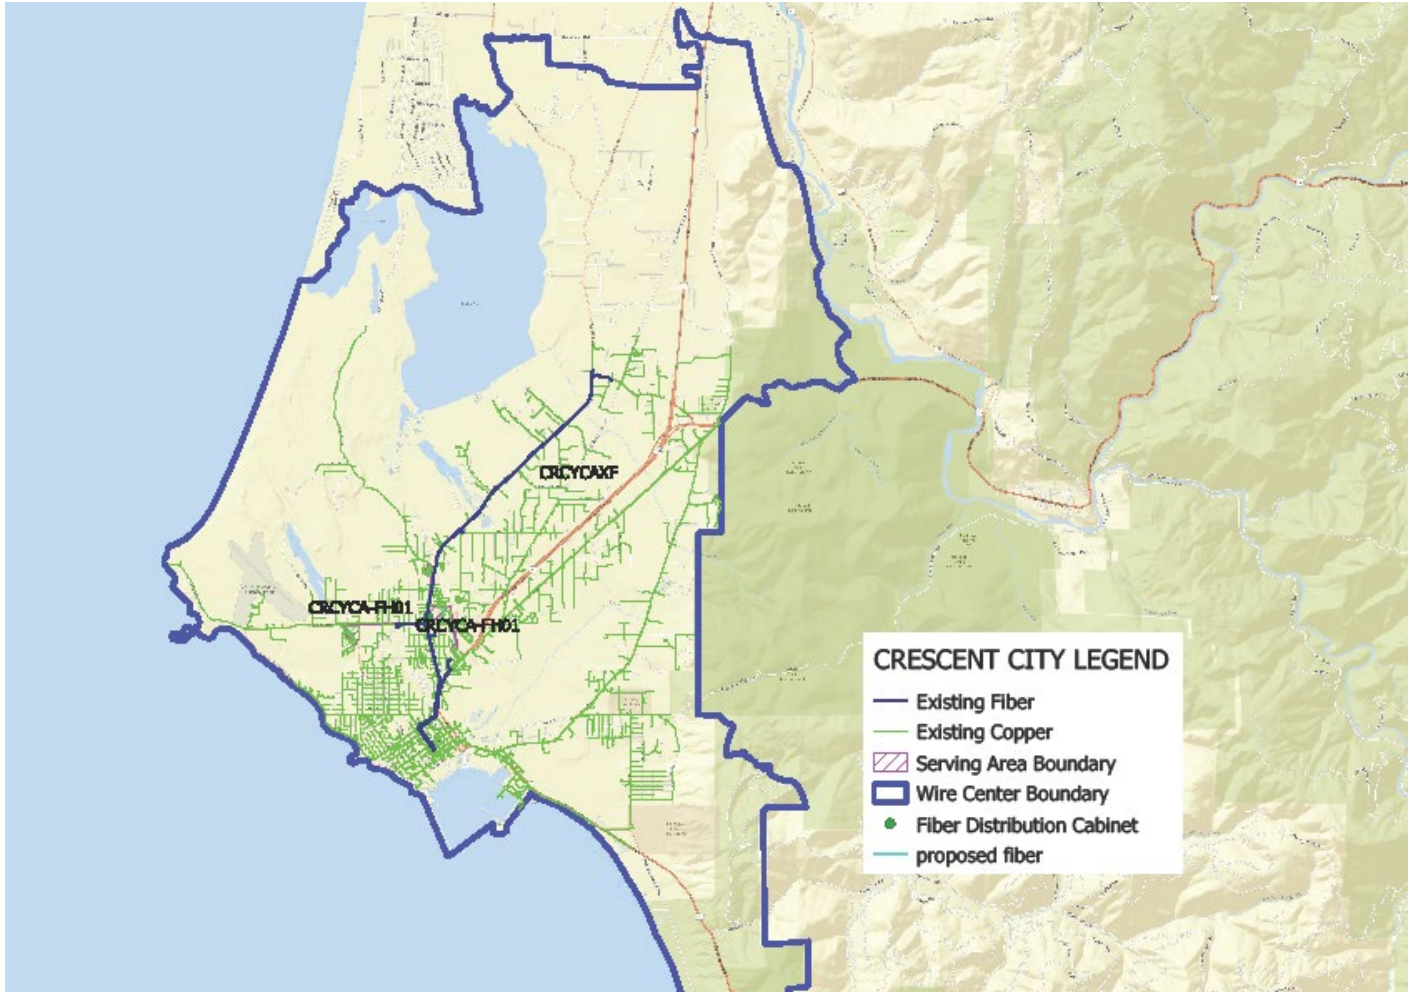 CRCYCAXF
CRCYCA-FH01
CRCYCA-FH01
CRESCENT CITY LEGEND
Existing Fiber
Existing Copper
Serving Area Boundary
Wire Center Boundary
Fiber Distribution Cabinet
proposed fiber